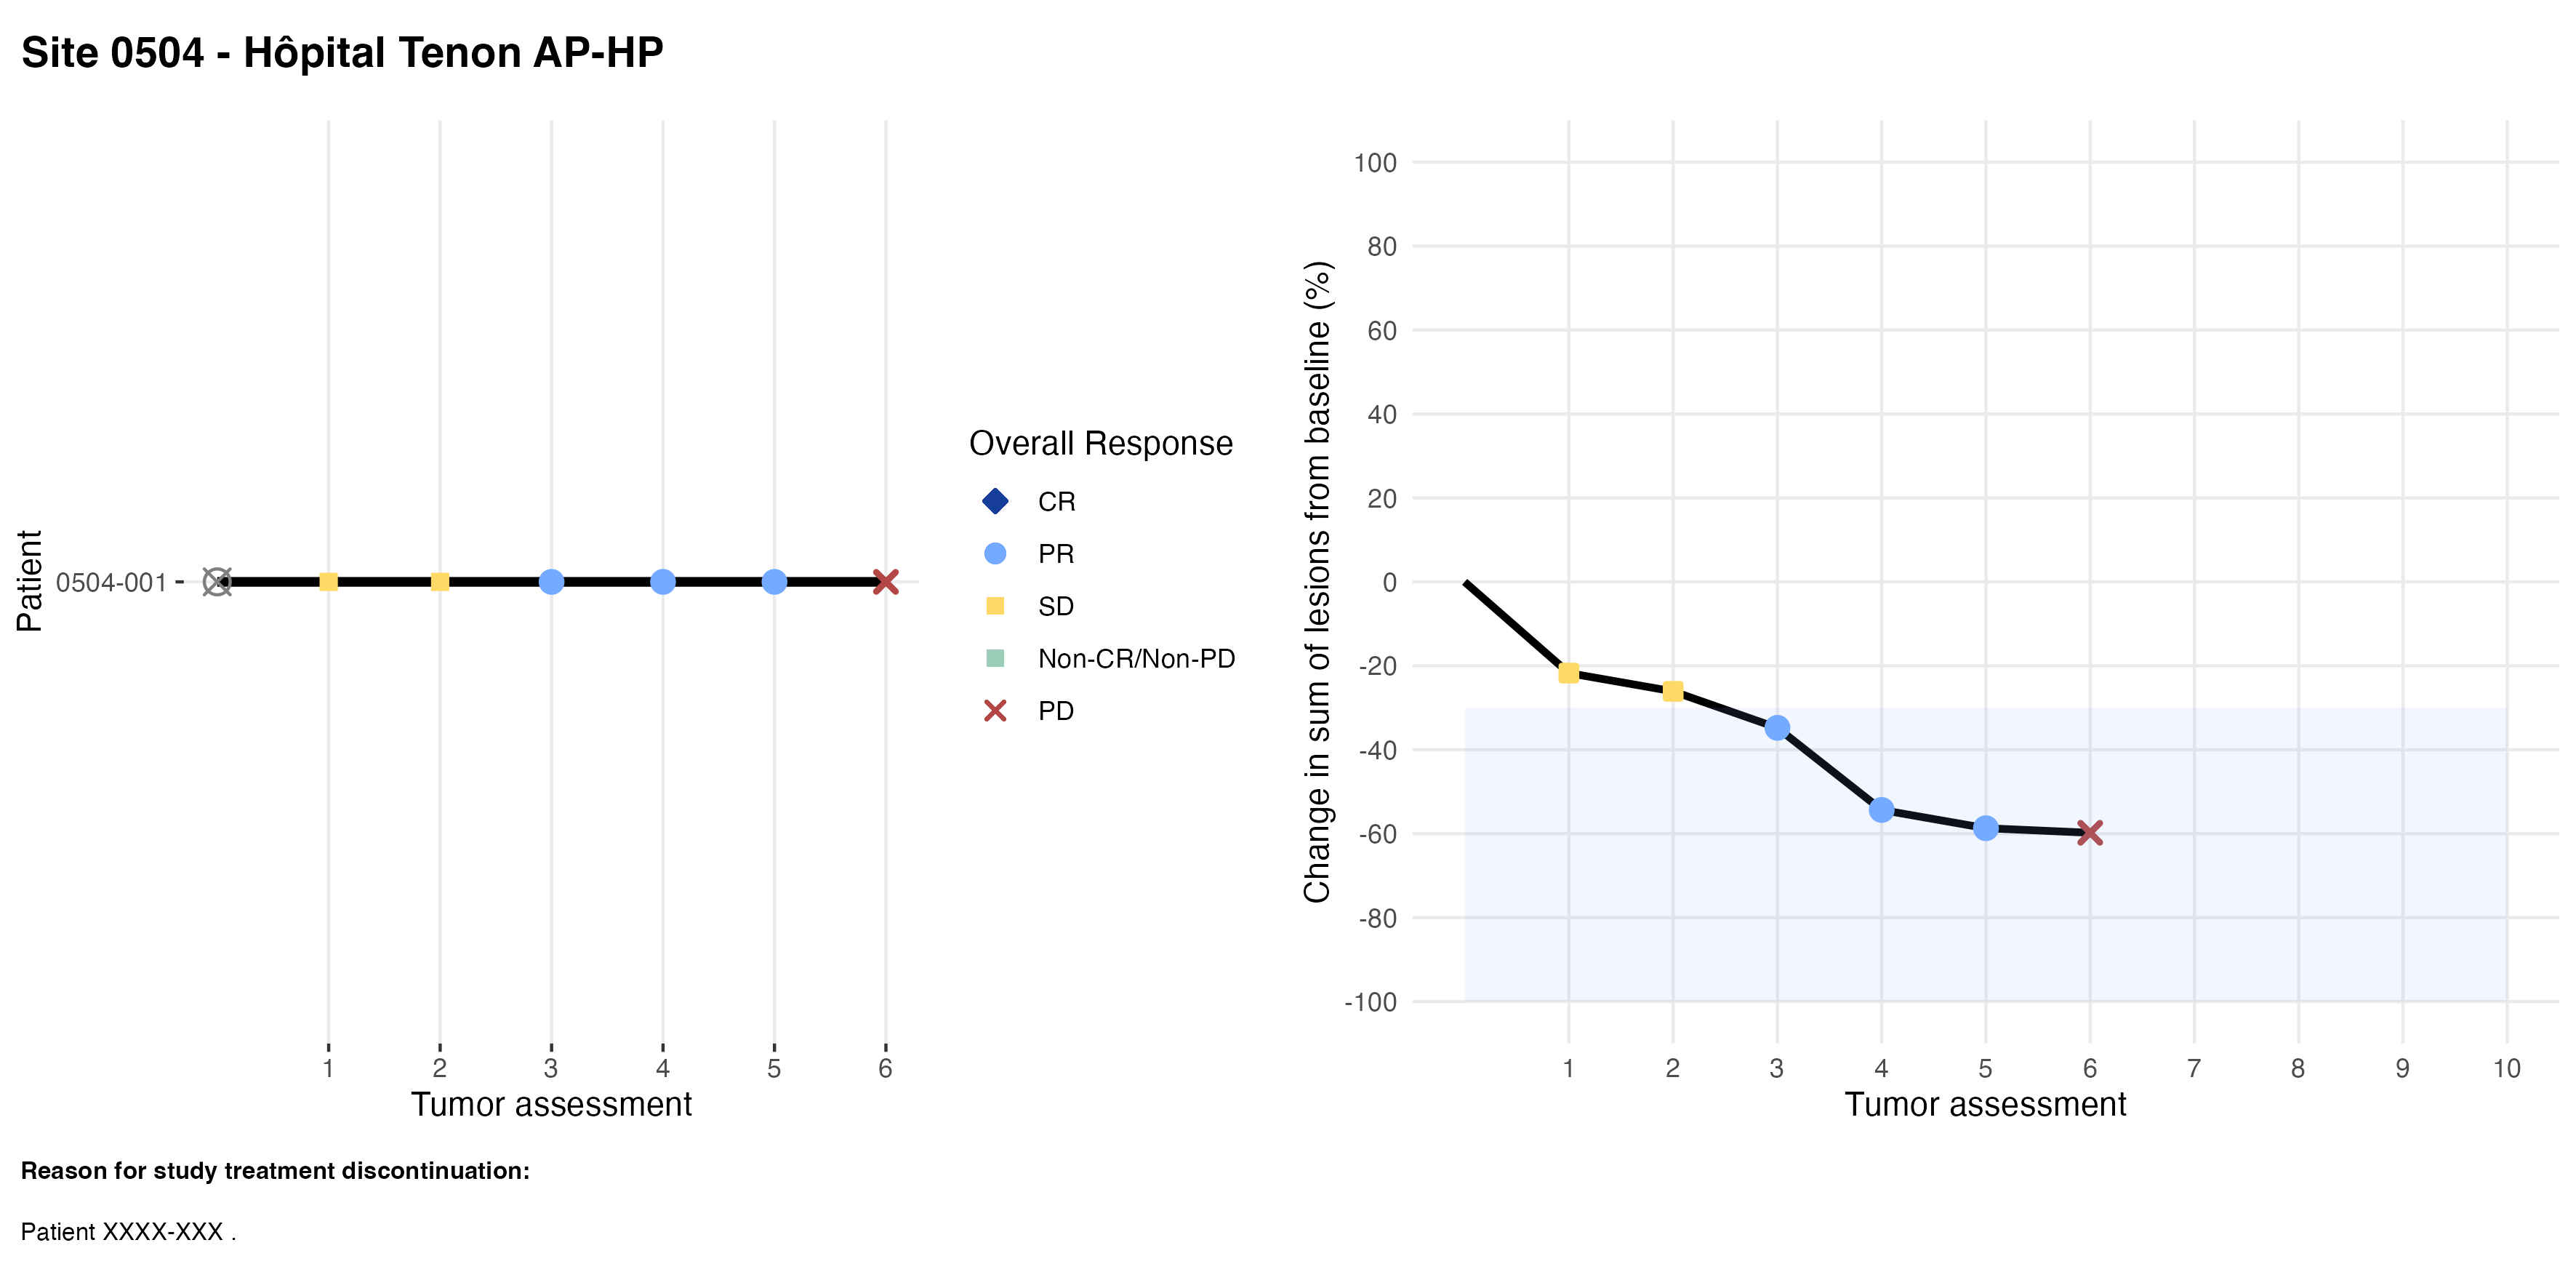 Site 0504 - Hôpital Tenon AP-HP
Patient
0504-001
1 2 3 4 5 6
Tumor assessment
Overall Response
CR
PR
SD
Non-CR/Non-PD
PD
Change in sum of lesions from baseline (%)
100
80
60
40
20
0
-20
-40
-60
-80
-100
1 2 3 4 5 6 7 8 9 10
Tumor assessment
Reason for study treatment discontinuation:
Patient XXXX-XXX .